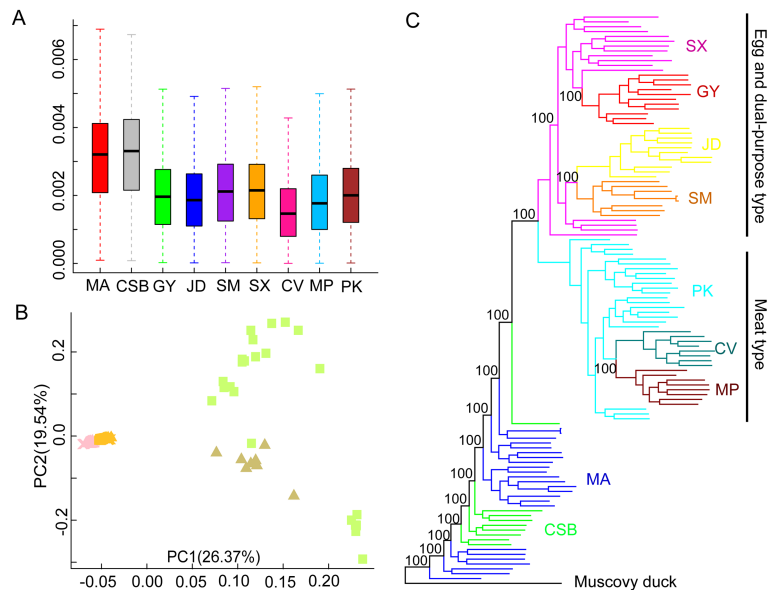 A
0.006
0.004
0.002
0.000
MA CSB GY JD SM SX CV MP PK
B
0.2
0.0
-0.2
PC2(19.54%)
PC1(26.37%)
-0.05 0.00 0.05 0.10 0.15 0.20
C
SX
GY
100
100
JD
100
SM
100
PK
100
CV
100
MP
100
100
MA
100
100
CSB
100
100
100
Muscovy duck
Egg and dual-purpose type
Meat type